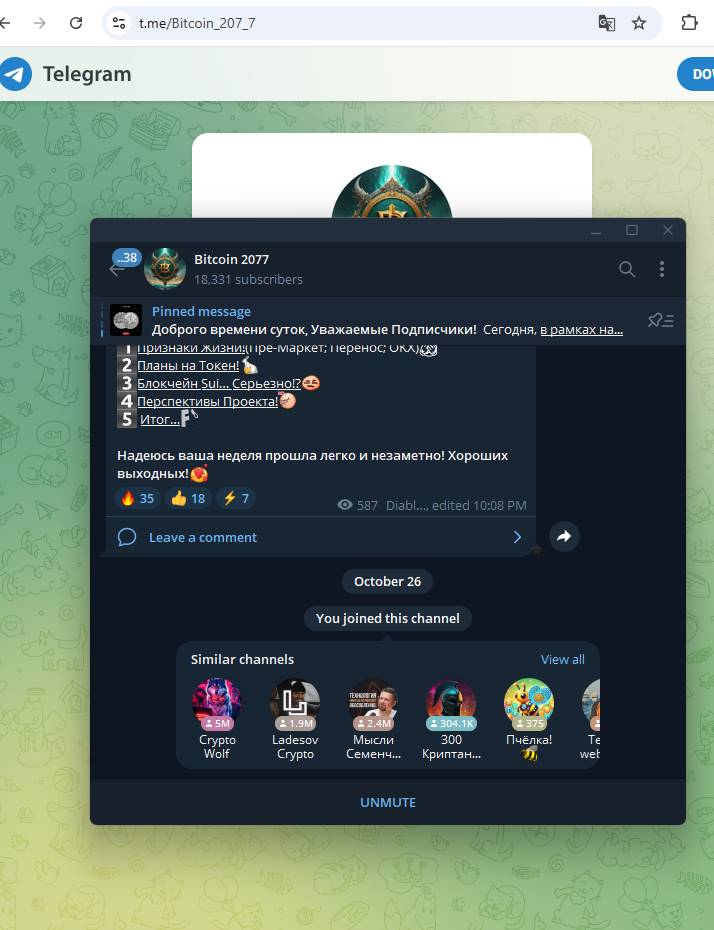 t.me/Bitcoin_207_7
Telegram
DO
..38
Bitcoin 2077
18,331 subscribers
Pinned message
Доброго времени суток, Уважаемые Подписчики! Сегодня, в рамках на...
1 Признаки Жизни!(Пре-Маркет; Перенос; OKX)
2 Планы на Токен!
3 Блокчейн Sui... Серьезно!?
4 Перспективы Проекта!
5 Итог...
Надеюсь ваша неделя прошла легко и незаметно! Хороших
выходных!
35 18 7
587 Diabl..., edited 10:08 PM
Leave a comment
October 26
You joined this channel
Similar channels View all
5M 1.9M 2.4M 304.1K 375
Crypto Ladesov Мысли 300 Пчёлка! Te
Wolf Crypto Семенч... Криптан... web
UNMUTE